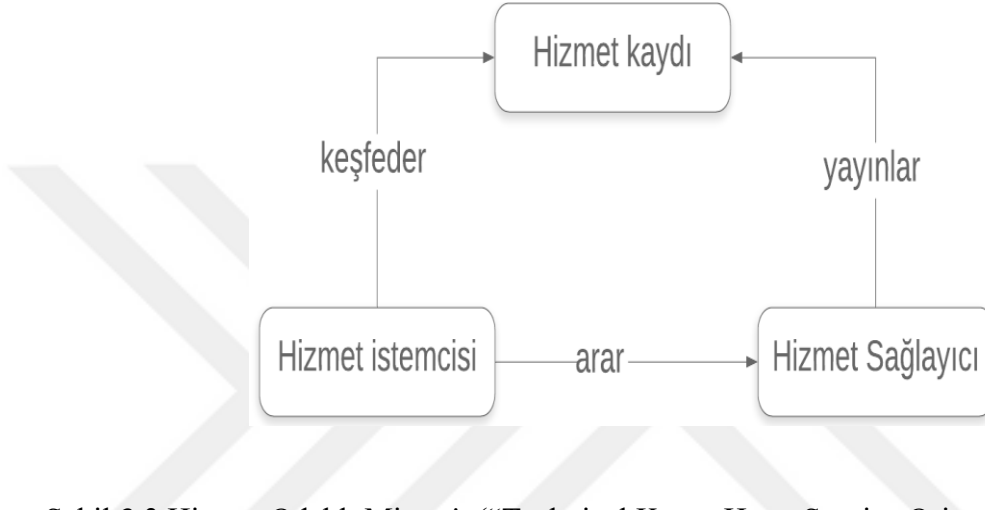 Hizmet kaydı
keşfeder
yayınlar
Hizmet istemcisi
arar
Hizmet Sağlayıcı